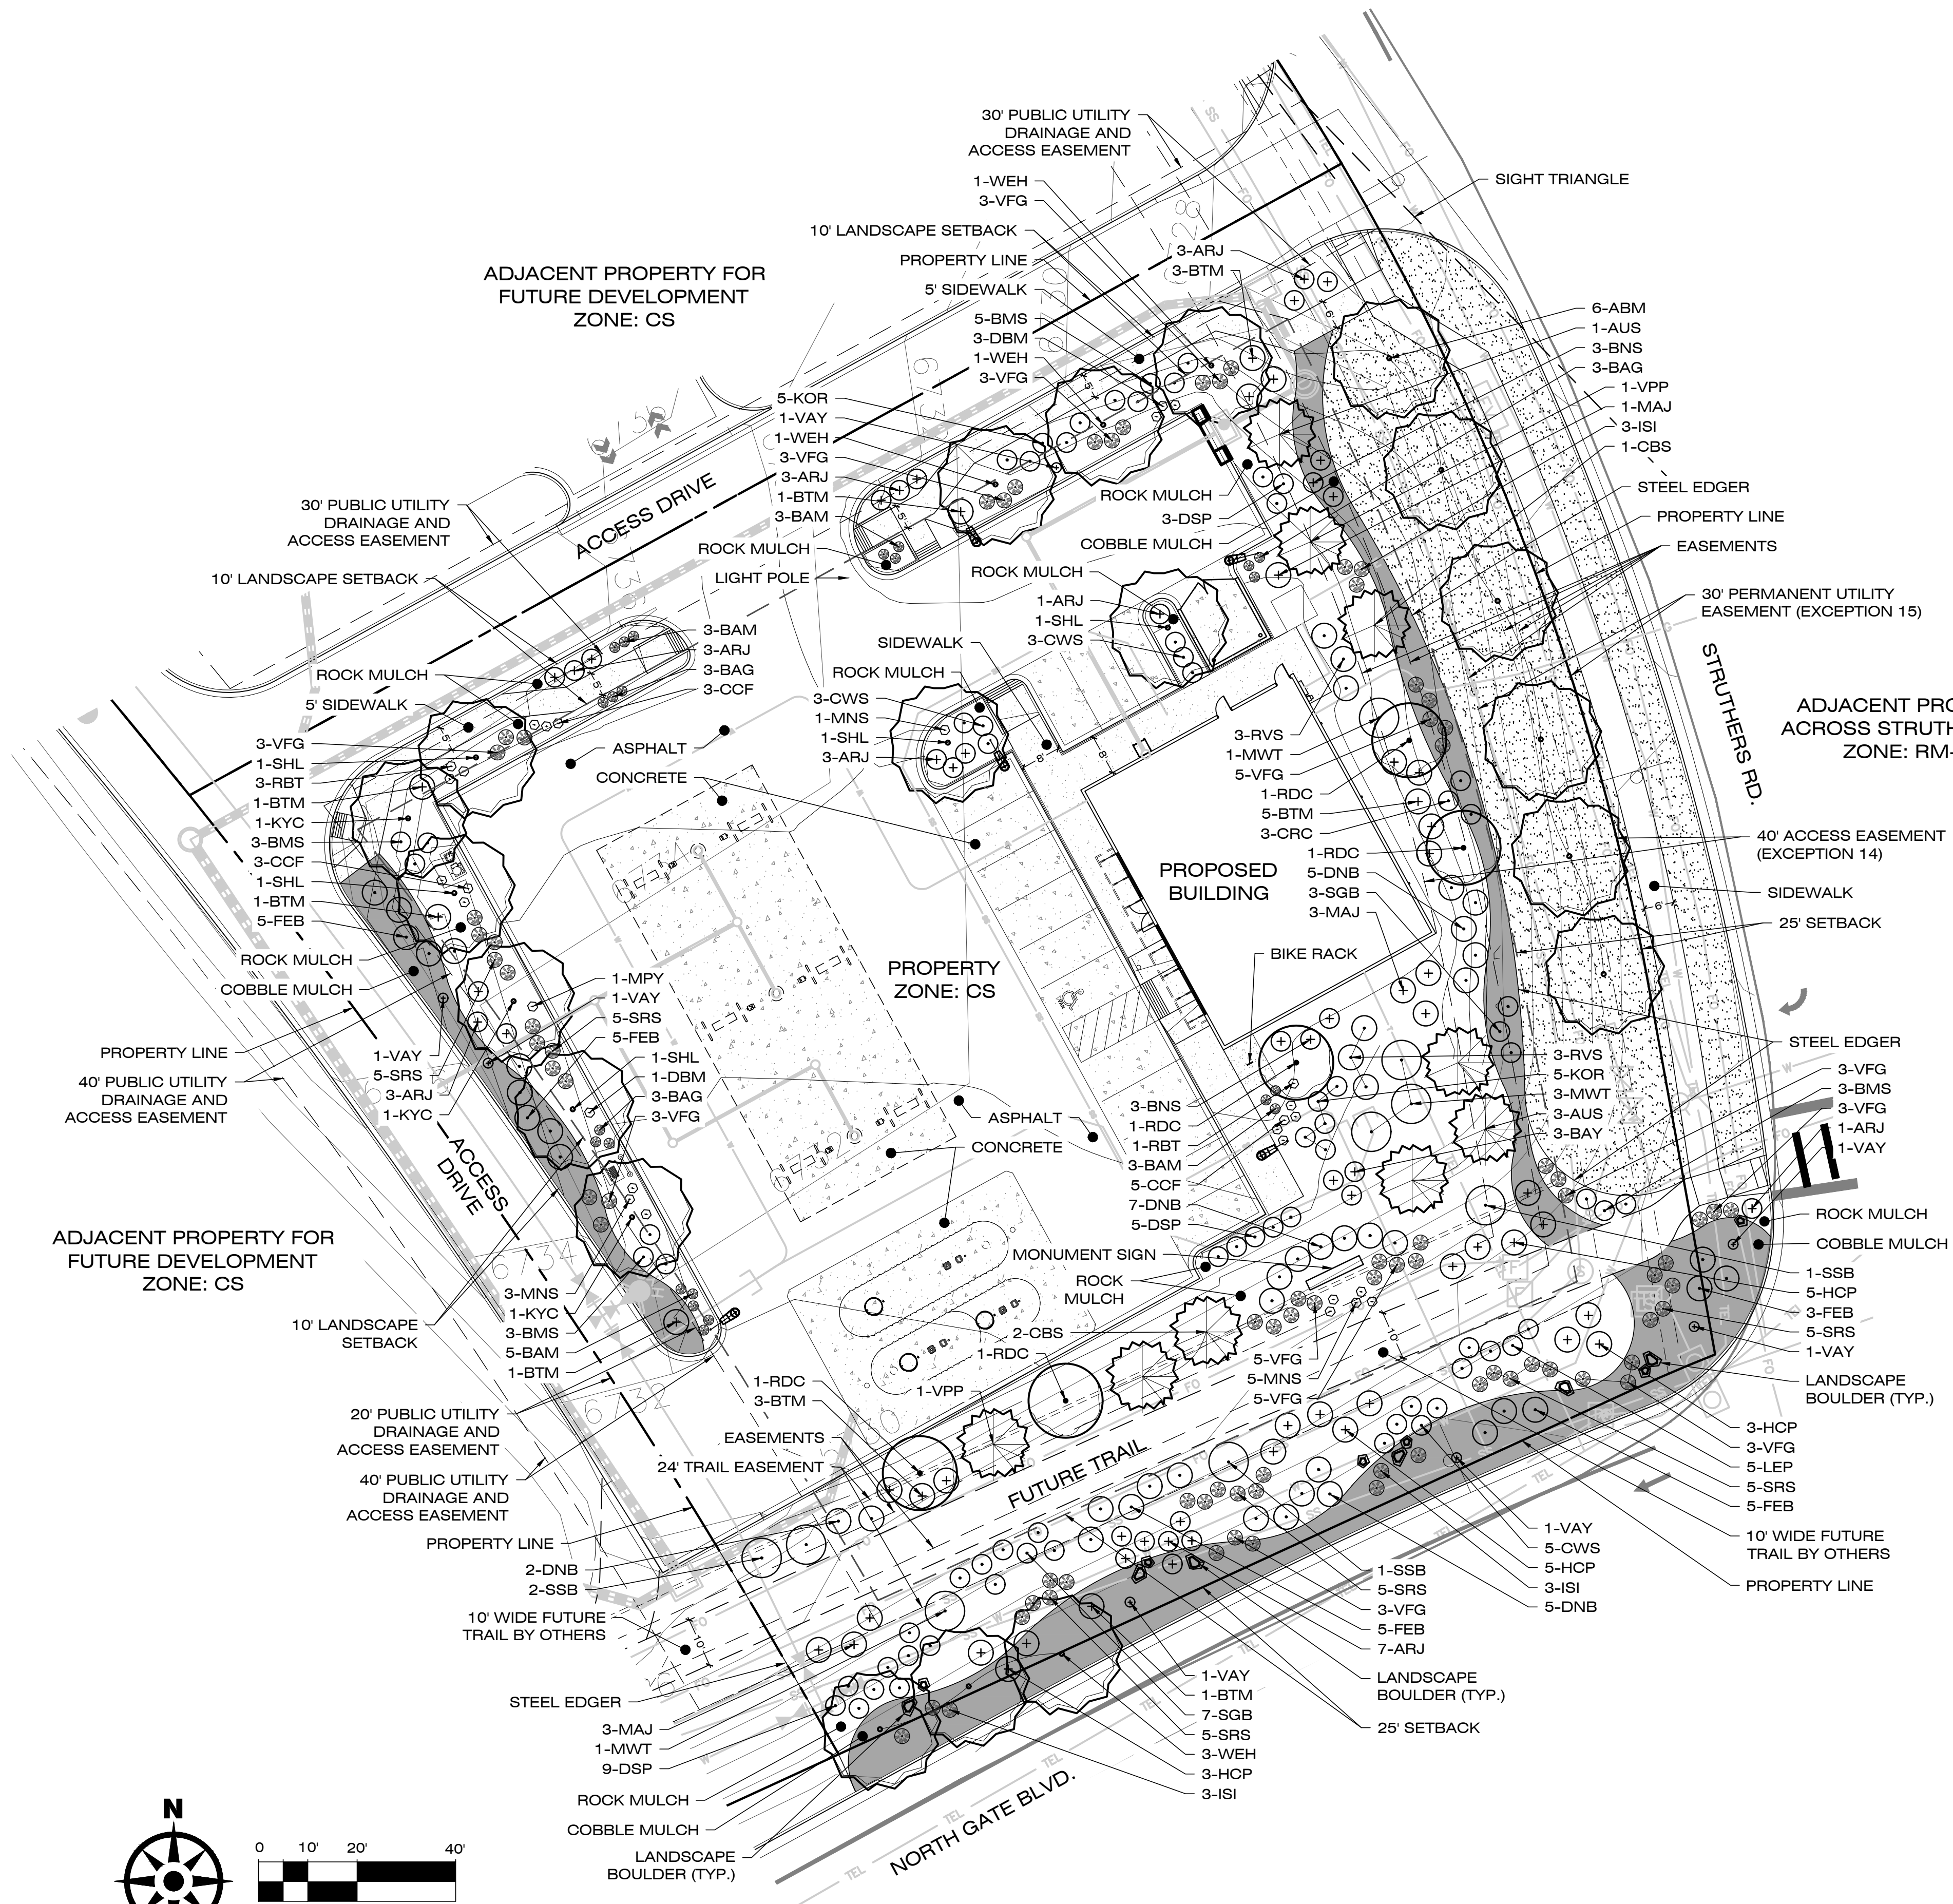 30' PUBLIC UTILITY
DRAINAGE AND
ACCESS EASEMENT
1-WEH
3-VFG
10' LANDSCAPE SETBACK
PROPERTY LINE
5' SIDEWALK
5-BMS
3-DBM
1-WEH
3-VFG
3-ARJ
3-BTM
SIGHT TRIANGLE
ADJACENT PROPERTY FOR
FUTURE DEVELOPMENT
ZONE: CS
5-KOR
1-VAY
1-WEH
3-VFG
3-ARJ
1-BTM
3-BAM
ROCK MULCH
LIGHT POLE
6-ABM
1-AUS
3-BNS
3-BAG
1-VPP
1-MAJ
3-ISI
1-CBS
STEEL EDGER
PROPERTY LINE
EASEMENTS
30' PERMANENT UTILITY
EASEMENT (EXCEPTION 15)
STRUTHERS RD.
ADJACENT PRO
ACROSS STRUTH
ZONE: RM-
30' PUBLIC UTILITY
DRAINAGE AND
ACCESS EASEMENT
ACCESS DRIVE
10' LANDSCAPE SETBACK
ROCK MULCH
3-DSP
COBBLE MULCH
ROCK MULCH
1-ARJ
1-SHL
3-CWS
SIDEWALK
ROCK MULCH
3-CWS
1-MNS
1-SHL
3-ARJ
3-BAM
3-ARJ
3-BAG
3-CCF
ROCK MULCH
5' SIDEWALK
ASPHALT
CONCRETE
3-VFG
1-SHL
3-RBT
1-BTM
1-KYC
3-BMS
3-CCF
1-SHL
1-BTM
5-FEB
ROCK MULCH
COBBLE MULCH
3-RVS
1-MWT
5-VFG
1-RDC
5-BTM
3-CRC
1-RDC
5-DNB
3-SGB
3-MAJ
PROPOSED
BUILDING
BIKE RACK
PROPERTY
ZONE: CS
40' ACCESS EASEMENT
(EXCEPTION 14)
SIDEWALK
25' SETBACK
STEEL EDGER
3-VFG
3-BMS
3-VFG
1-ARJ
1-VAY
1-MPY
1-VAY
5-SRS
5-FEB
1-SHL
1-DBM
3-BAG
3-VFG
PROPERTY LINE
40' PUBLIC UTILITY
DRAINAGE AND
ACCESS EASEMENT
1-VAY
5-SRS
3-ARJ
1-KYC
ACCESS
DRIVE
ASPHALT
CONCRETE
3-RVS
5-KOR
3-MWT
3-AUS
3-BAY
3-BNS
1-RDC
1-RBT
3-BAM
5-CCF
7-DNB
5-DSP
MONUMENT SIGN
ROCK
MULCH
ADJACENT PROPERTY FOR
FUTURE DEVELOPMENT
ZONE: CS
ROCK MULCH
COBBLE MULCH
1-SSB
5-HCP
3-FEB
5-SRS
1-VAY
LANDSCAPE
BOULDER (TYP.)
3-MNS
1-KYC
3-BMS
5-BAM
1-BTM
10' LANDSCAPE
SETBACK
2-CBS
1-RDC
5-VFG
5-MNS
5-VFG
1-RDC
3-BTM
1-VPP
EASEMENTS
24' TRAIL EASEMENT
FUTURE TRAIL
20' PUBLIC UTILITY
DRAINAGE AND
ACCESS EASEMENT
40' PUBLIC UTILITY
DRAINAGE AND
ACCESS EASEMENT
PROPERTY LINE
2-DNB
2-SSB
10' WIDE FUTURE
TRAIL BY OTHERS
3-HCP
3-VFG
5-LEP
5-SRS
5-FEB
10' WIDE FUTURE
TRAIL BY OTHERS
PROPERTY LINE
1-VAY
5-CWS
5-HCP
3-ISI
5-DNB
1-SSB
5-SRS
3-VFG
5-FEB
7-ARJ
LANDSCAPE
BOULDER (TYP.)
25' SETBACK
1-VAY
1-BTM
7-SGB
5-SRS
3-WEH
3-HCP
3-ISI
STEEL EDGER
3-MAJ
1-MWT
9-DSP
ROCK MULCH
COBBLE MULCH
LANDSCAPE
BOULDER (TYP.)
NORTH GATE BLVD.
N
0 10' 20' 40'
6734
6732